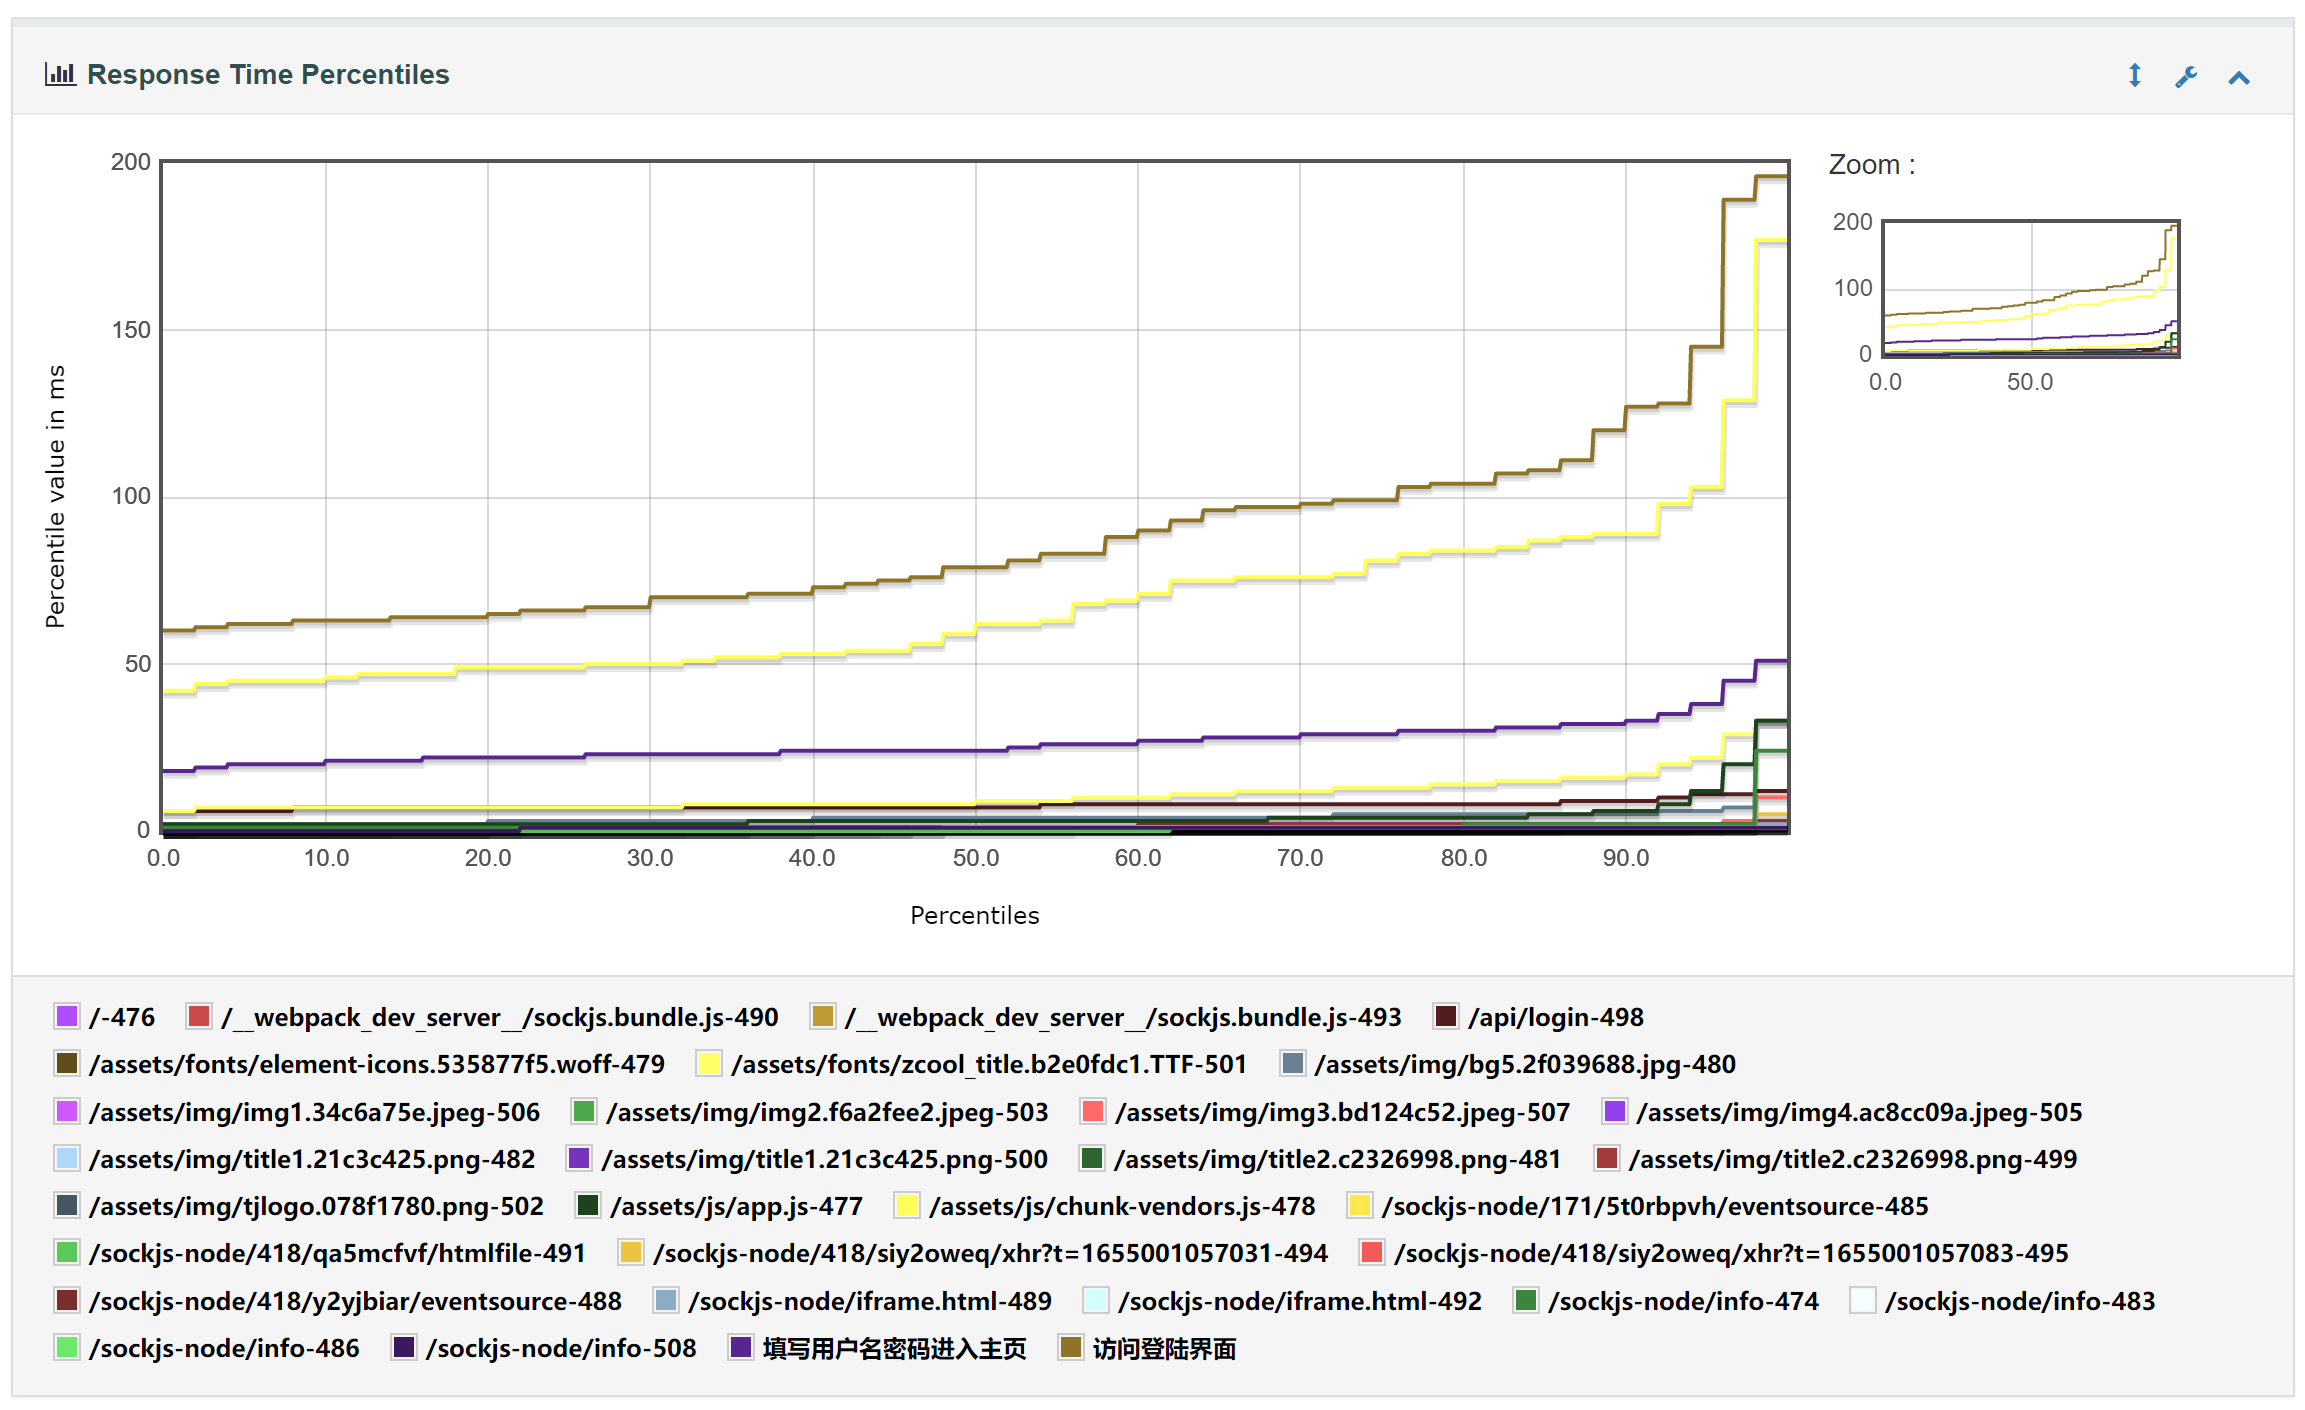 Response Time Percentiles
200
150
100
50
0
Percentile value in ms
0.0 10.0 20.0 30.0 40.0 50.0 60.0 70.0 80.0 90.0
Percentiles
Zoom :
200
100
0
0.0 50.0
/-476 /__webpack_dev_server__/sockjs.bundle.js-490 /__webpack_dev_server__/sockjs.bundle.js-493 /api/login-498
/assets/fonts/element-icons.535877f5.woff-479 /assets/fonts/zcool_title.b2e0fdc1.TTF-501 /assets/img/bg5.2f039688.jpg-480
/assets/img/img1.34c6a75e.jpeg-506 /assets/img/img2.f6a2fee2.jpeg-503 /assets/img/img3.bd124c52.jpeg-507 /assets/img/img4.ac8cc09a.jpeg-505
/assets/img/title1.21c3c425.png-482 /assets/img/title1.21c3c425.png-500 /assets/img/title2.c2326998.png-481 /assets/img/title2.c2326998.png-499
/assets/img/tjlogo.078f1780.png-502 /assets/js/app.js-477 /assets/js/chunk-vendors.js-478 /sockjs-node/171/5t0rbpvh/eventsource-485
/sockjs-node/418/qa5mcfvf/htmlfile-491 /sockjs-node/418/siy2oweq/xhr?t=1655001057031-494 /sockjs-node/418/siy2oweq/xhr?t=1655001057083-495
/sockjs-node/418/y2yjbiar/eventsource-488 /sockjs-node/iframe.html-489 /sockjs-node/iframe.html-492 /sockjs-node/info-474 /sockjs-node/info-483
/sockjs-node/info-486 /sockjs-node/info-508 填写用户名密码进入主页 访问登陆界面